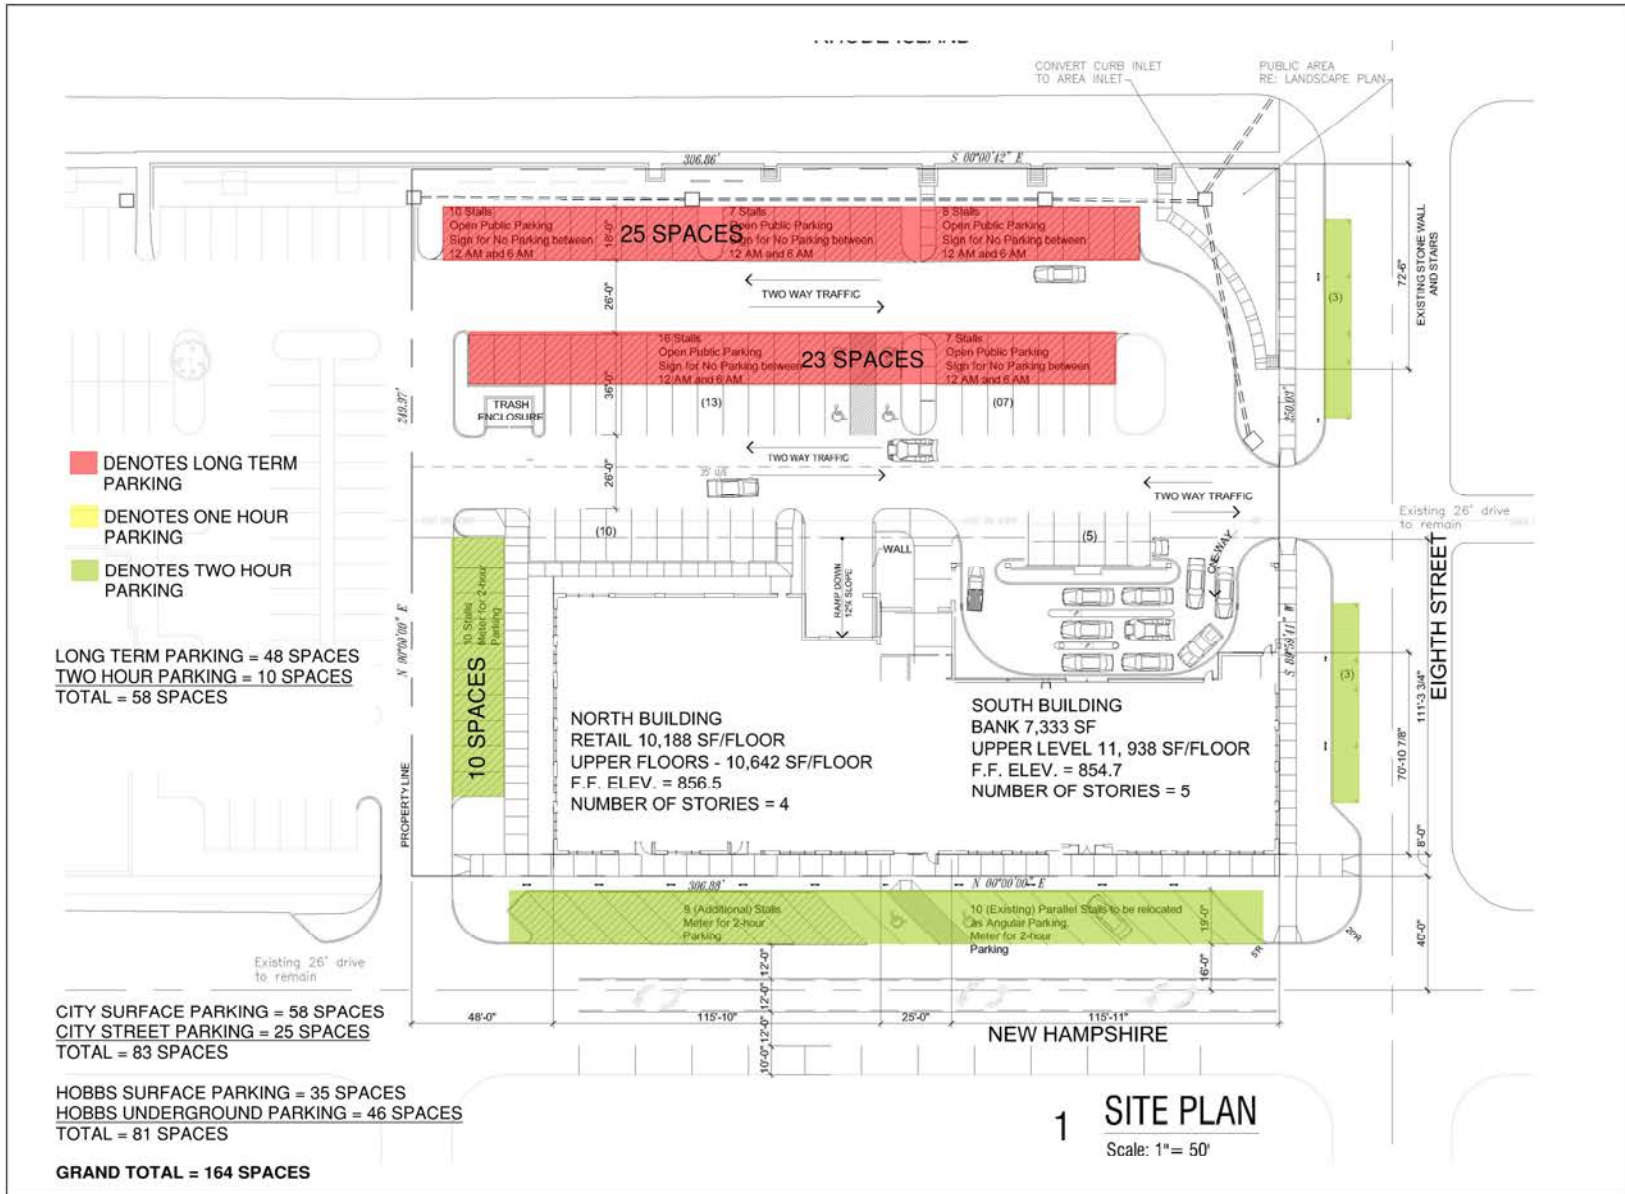 CONVERT CURB INLET
TO AREA INLET
PUBLIC AREA
RE: LANDSCAPE PLAN
306.86'
S 00°00'42" E
10 Stalls
Open Public Parking
Sign for No Parking between
12 AM and 6 AM
25 SPACES
18'-0"
7 Stalls
Open Public Parking
Sign for No Parking between
12 AM and 6 AM
8 Stalls
Open Public Parking
Sign for No Parking between
12 AM and 6 AM
TWO WAY TRAFFIC
26'-0"
(3)
72'-6"
EXISTING STONE WALL
AND STAIRS
16 Stalls
Open Public Parking
Sign for No Parking between
12 AM and 6 AM
23 SPACES
7 Stalls
Open Public Parking
Sign for No Parking between
12 AM and 6 AM
36'-0"
TRASH
ENCLOSURE
(13)
(07)
249.97'
250.03'
TWO WAY TRAFFIC
26'-0"
TWO WAY TRAFFIC
DENOTES LONG TERM
PARKING
DENOTES ONE HOUR
PARKING
DENOTES TWO HOUR
PARKING
Existing 26' drive
to remain
(10)
WALL
(5)
ONE-WAY
RAMP DOWN
12% SLOPE
10 Stalls
Meter for 2-hour
Parking
10 SPACES
N 90°00'00" E
S 89°59'41" W
EIGHTH STREET
LONG TERM PARKING = 48 SPACES
TWO HOUR PARKING = 10 SPACES
TOTAL = 58 SPACES
(3)
111'-3 3/4"
70'-10 7/8"
8'-0"
NORTH BUILDING
RETAIL 10,188 SF/FLOOR
UPPER FLOORS - 10,642 SF/FLOOR
F.F. ELEV. = 856.5
NUMBER OF STORIES = 4
SOUTH BUILDING
BANK 7,333 SF
UPPER LEVEL 11, 938 SF/FLOOR
F.F. ELEV. = 854.7
NUMBER OF STORIES = 5
PROPERTY LINE
306.88'
N 00°00'00" E
9 (Additional) Stalls
Meter for 2-hour
Parking
10 (Existing) Parallel Stalls to be relocated
as Angular Parking.
Meter for 2-hour
Parking
19'-0"
16'-0"
5'R
20'R
40'-0"
Existing 26' drive
to remain
12'-0"
12'-0"
12'-0"
10'-0"
48'-0"
115'-10"
25'-0"
115'-11"
NEW HAMPSHIRE
CITY SURFACE PARKING = 58 SPACES
CITY STREET PARKING = 25 SPACES
TOTAL = 83 SPACES
HOBBS SURFACE PARKING = 35 SPACES
HOBBS UNDERGROUND PARKING = 46 SPACES
TOTAL = 81 SPACES
GRAND TOTAL = 164 SPACES
1
SITE PLAN
Scale: 1"= 50'